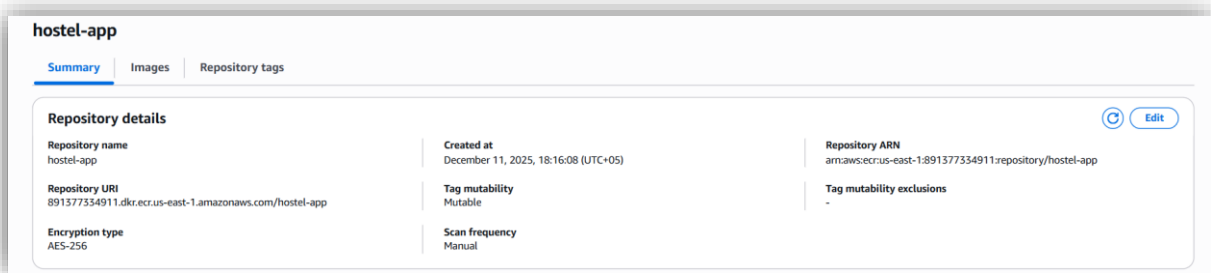 hostel-app
Summary
Images
Repository tags
Repository details
Edit
Repository name
hostel-app
Created at
December 11, 2025, 18:16:08 (UTC+05)
Repository ARN
arn:aws:ecr:us-east-1:891377334911:repository/hostel-app
Repository URI
891377334911.dkr.ecr.us-east-1.amazonaws.com/hostel-app
Tag mutability
Mutable
Tag mutability exclusions
-
Encryption type
AES-256
Scan frequency
Manual